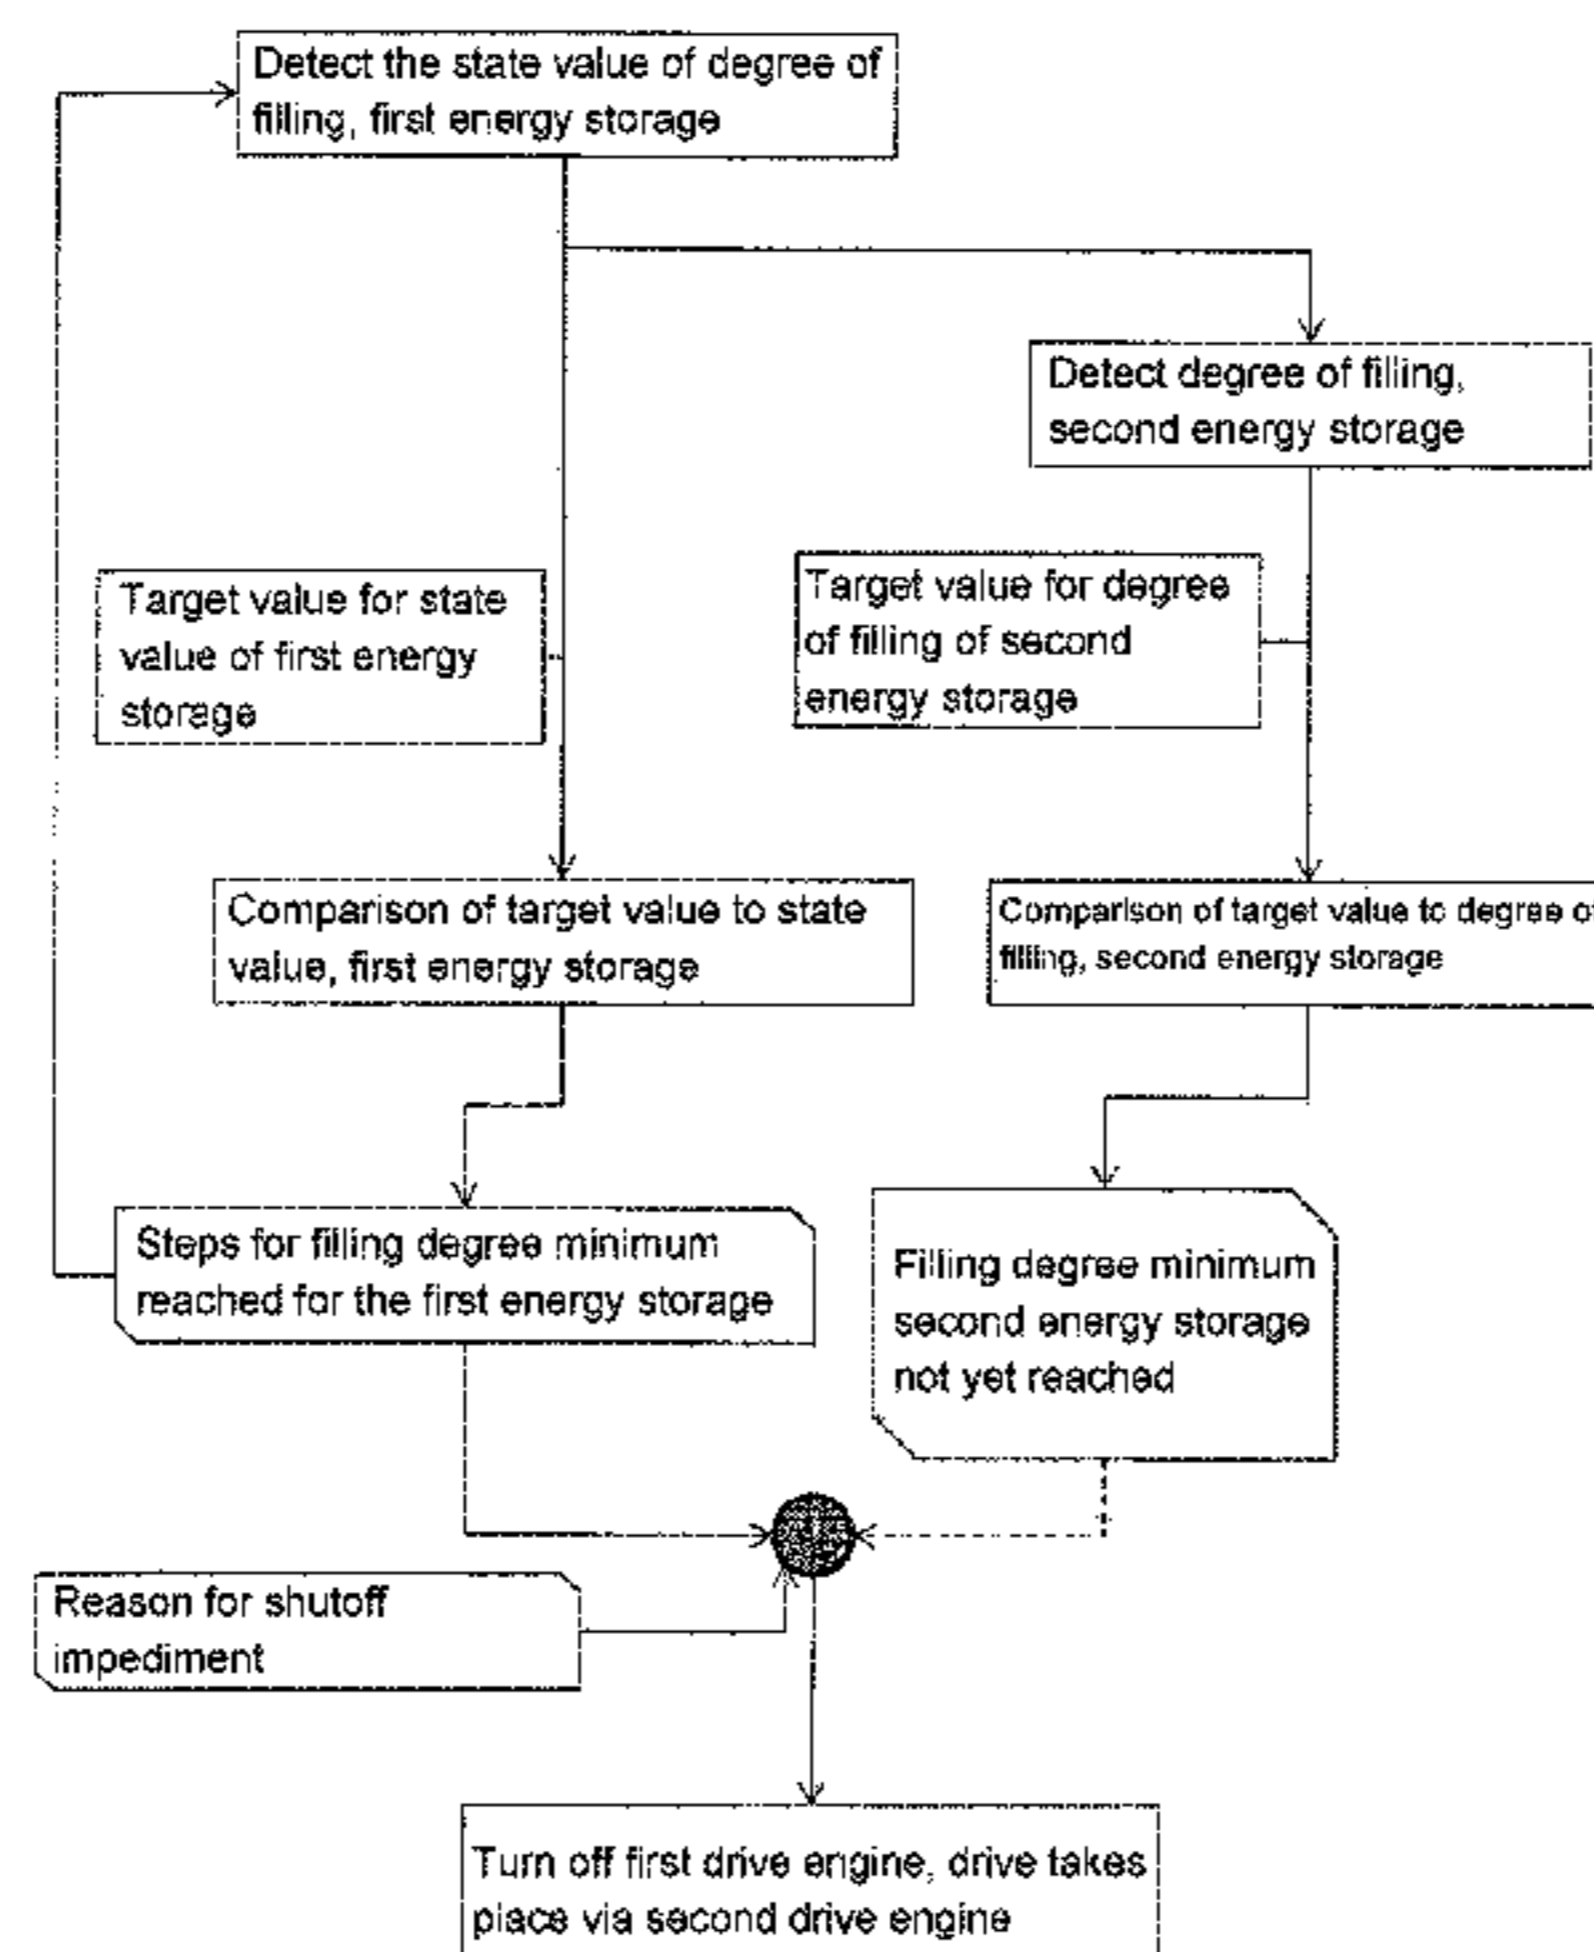 Detect the state value of degree of
filling, first energy storage
Detect degree of filling,
second energy storage
Target value for state
value of first energy
storage
Target value for degree
of filling of second
energy storage
Comparison of target value to state
value, first energy storage
Comparison of target value to degree of
filling, second energy storage
Steps for filling degree minimum
reached for the first energy storage
Filling degree minimum
second energy storage
not yet reached
Reason for shutoff
impediment
Turn off first drive engine, drive takes
place via second drive engine